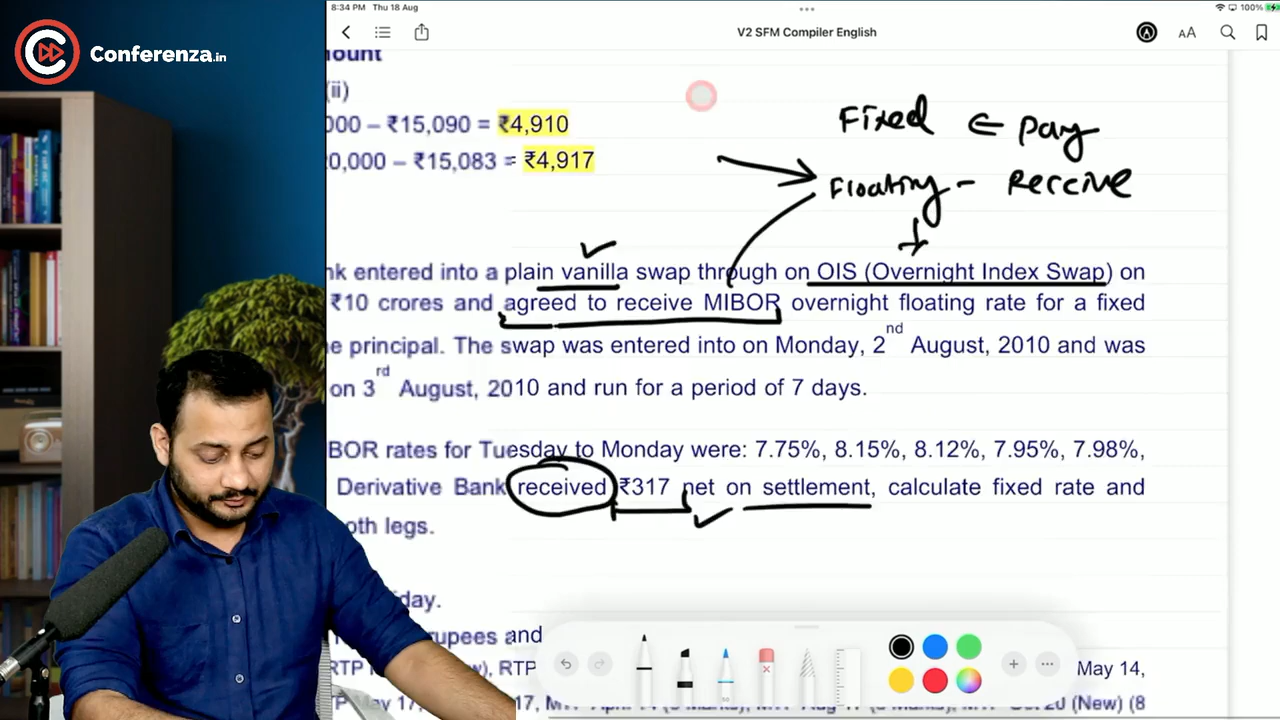 8:34 PM Thu 18 Aug
100%
V2 SFM Compiler English
AA
Conferenza.in
ount
(ii)
000 – ₹15,090 = ₹4,910
0,000 – ₹15,083 = ₹4,917
Fixed ← Pay
Floating - Receive
nk entered into a plain vanilla swap through on OIS (Overnight Index Swap) on
₹10 crores and agreed to receive MIBOR overnight floating rate for a fixed
e principal. The swap was entered into on Monday, 2nd August, 2010 and was
on 3rd August, 2010 and run for a period of 7 days.
BOR rates for Tuesday to Monday were: 7.75%, 8.15%, 8.12%, 7.95%, 7.98%,
Derivative Bank received ₹317 net on settlement, calculate fixed rate and
oth legs.
day.
rupees and
RTP
May 14,